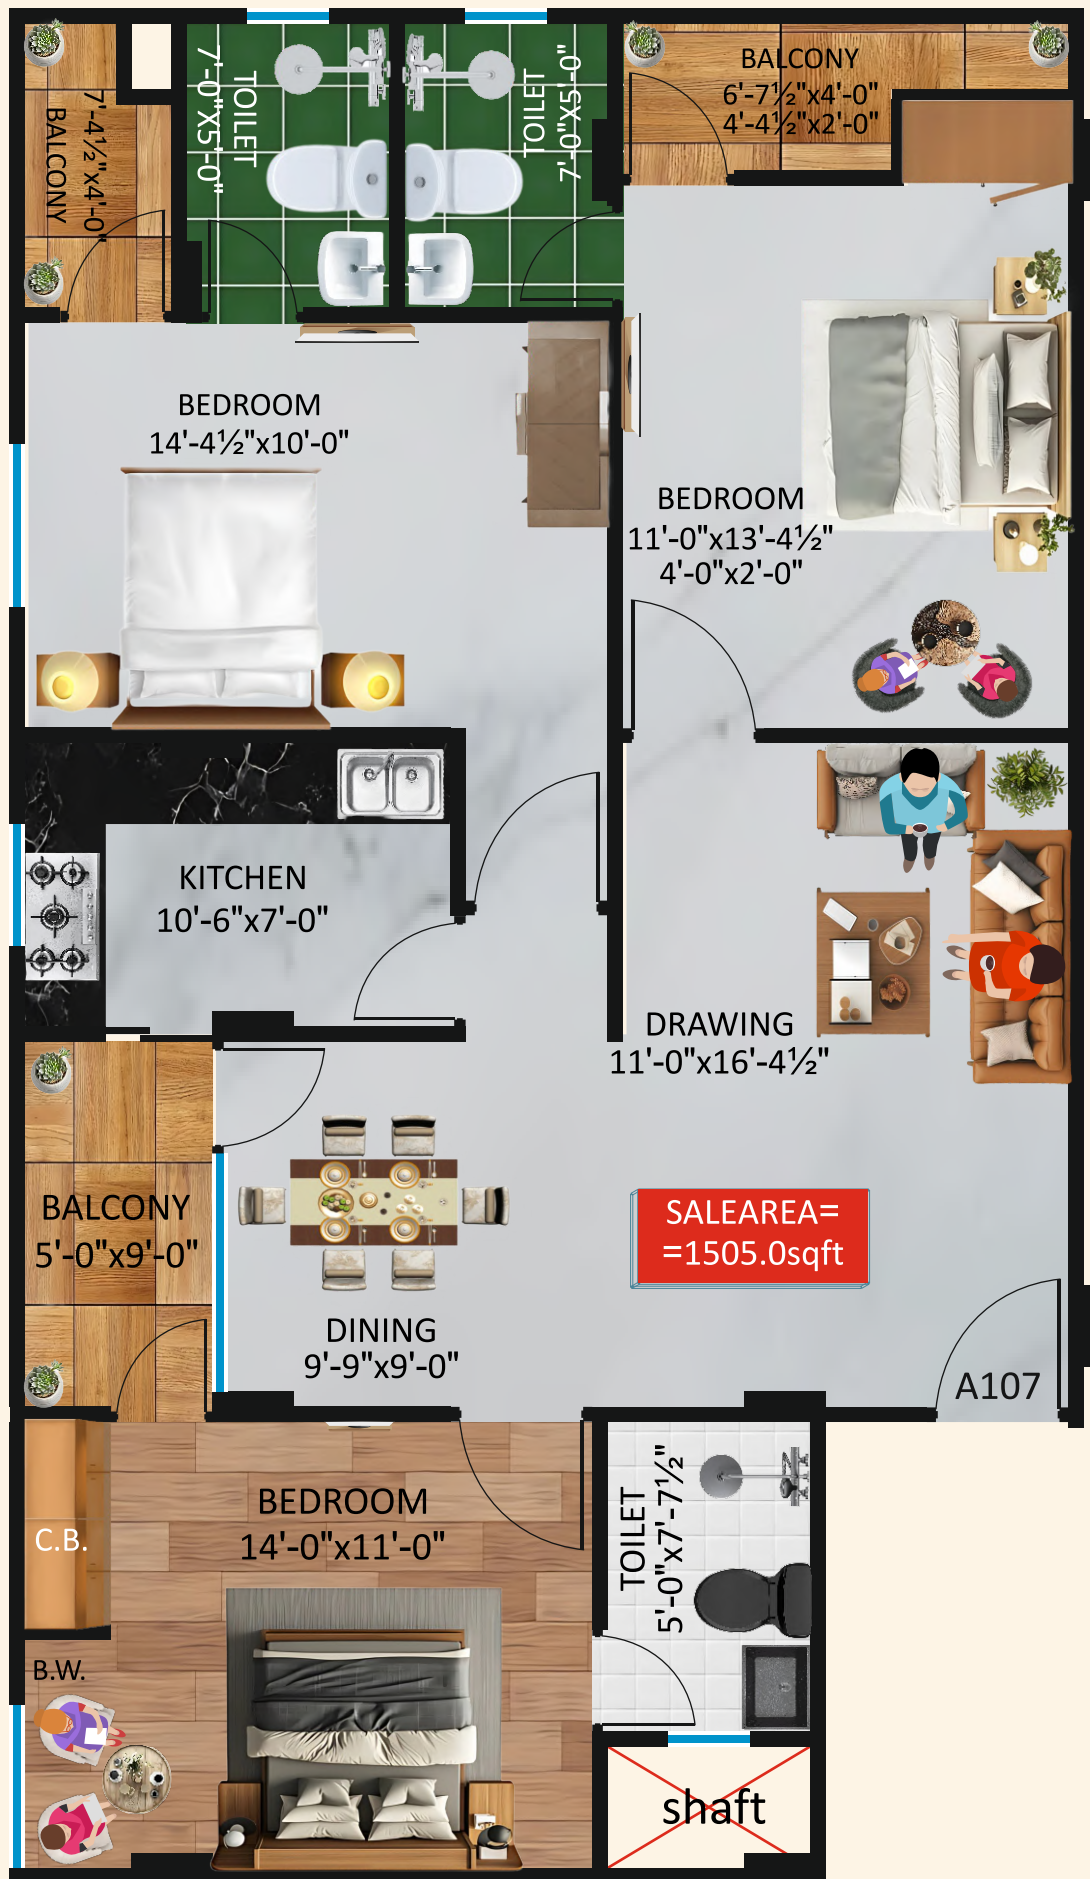 BALCONY
7'-4½"x4'-0"
TOILET
7'-0"X5'-0"
TOILET
7'-0"X5'-0"
BALCONY
6'-7½"x4'-0"
4'-4½"x2'-0"
BEDROOM
14'-4½"x10'-0"
BEDROOM
11'-0"x13'-4½"
4'-0"x2'-0"
KITCHEN
10'-6"x7'-0"
DRAWING
11'-0"x16'-4½"
BALCONY
5'-0"x9'-0"
SALEAREA=
=1505.0sqft
DINING
9'-9"x9'-0"
A107
BEDROOM
14'-0"x11'-0"
C.B.
TOILET
5'-0"x7'-7½"
B.W.
shaft